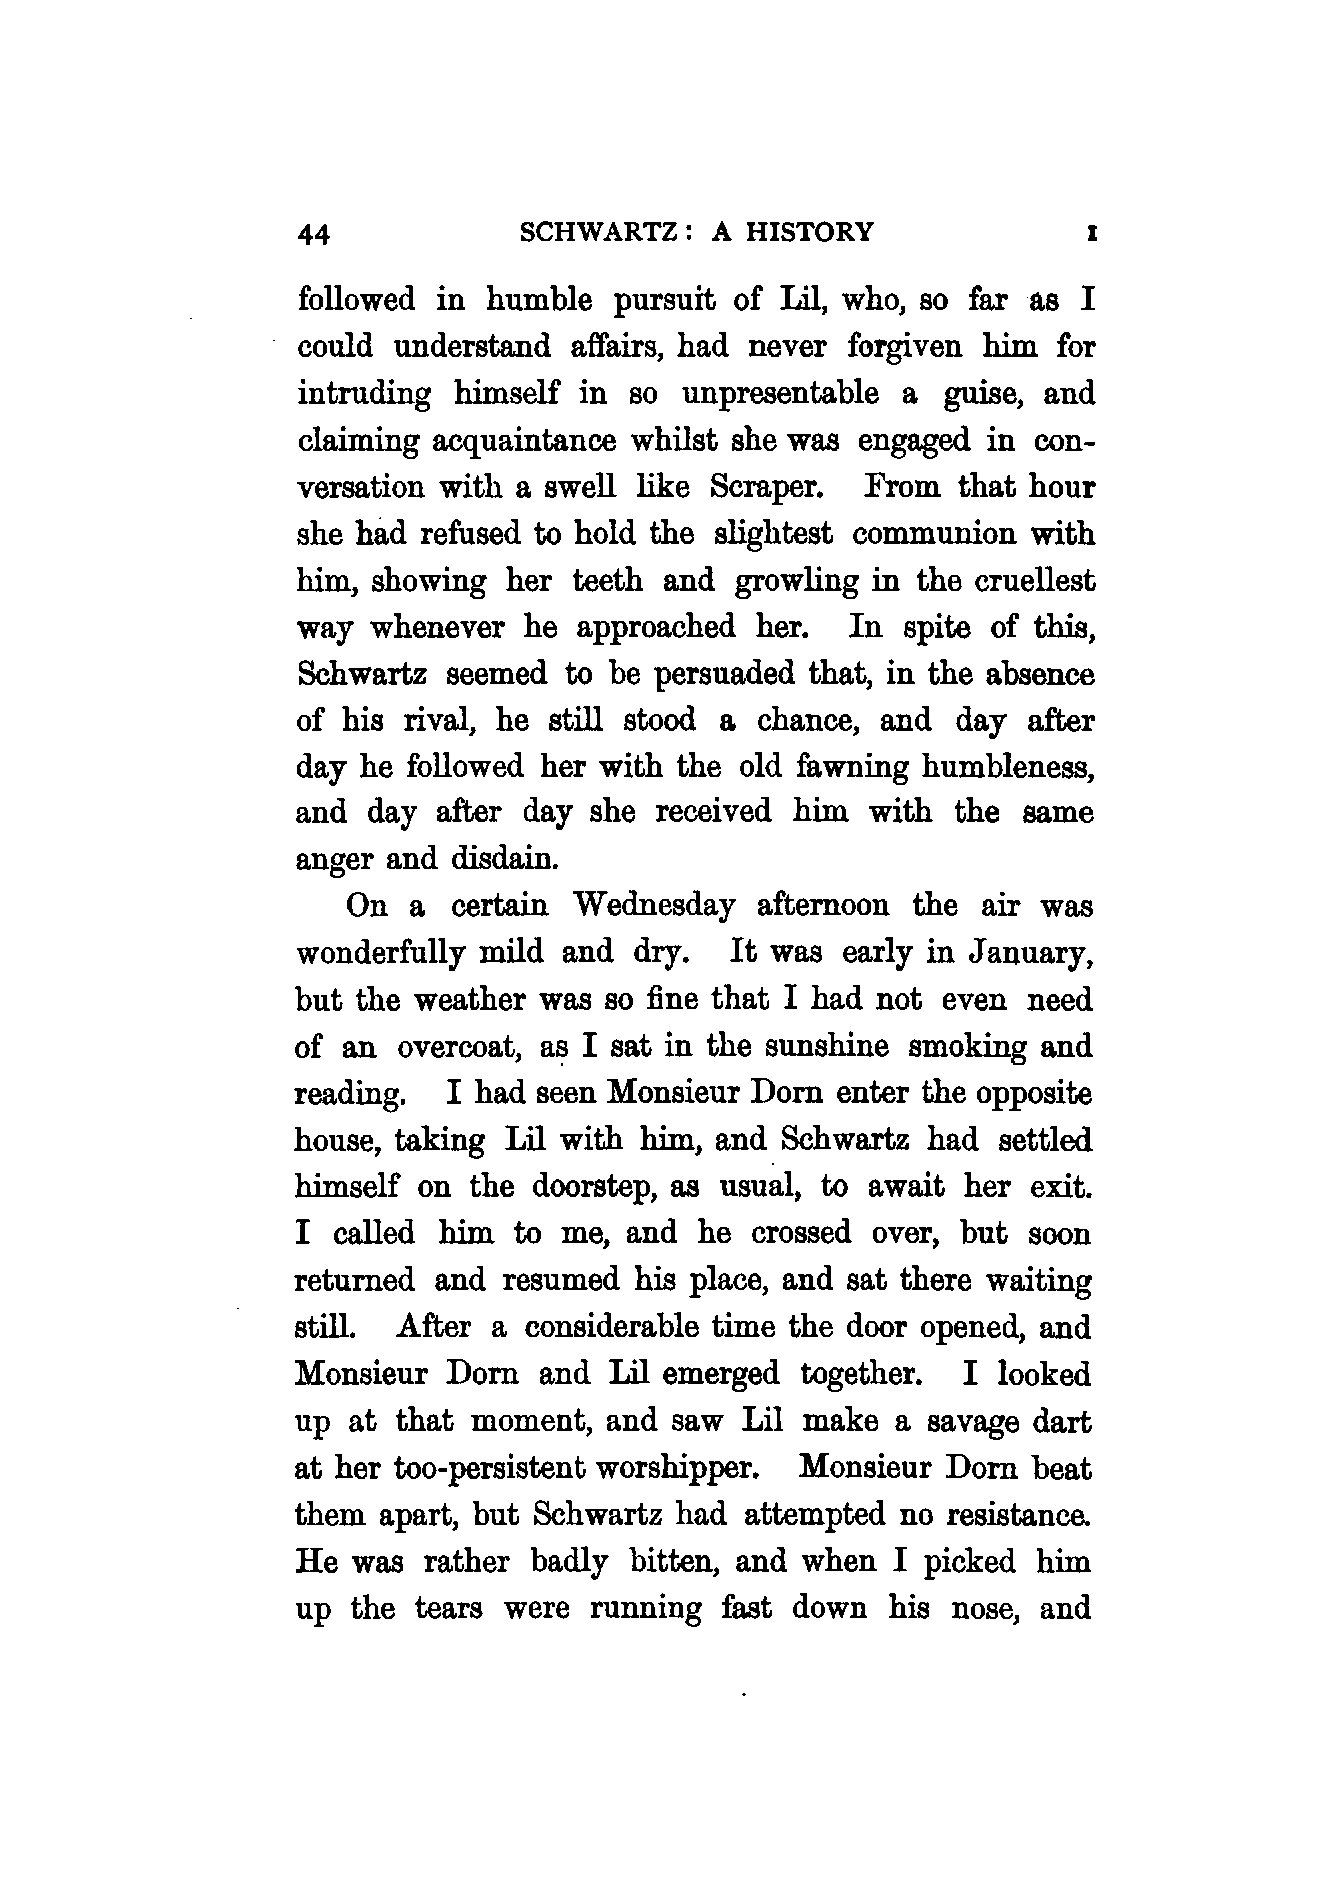 44 SCHWARTZ: A HISTORY I
followed in humble pursuit of Lil, who, so far as I
could understand affairs, had never forgiven him for
intruding himself in so unpresentable a guise, and
claiming acquaintance whilst she was engaged in con-
versation with a swell like Scraper. From that hour
she had refused to hold the slightest communion with
him, showing her teeth and growling in the cruellest
way whenever he approached her. In spite of this,
Schwartz seemed to be persuaded that, in the absence
of his rival, he still stood a chance, and day after
day he followed her with the old fawning humbleness,
and day after day she received him with the same
anger and disdain.
On a certain Wednesday afternoon the air was
wonderfully mild and dry. It was early in January,
but the weather was so fine that I had not even need
of an overcoat, as I sat in the sunshine smoking and
reading. I had seen Monsieur Dorn enter the opposite
house, taking Lil with him, and Schwartz had settled
himself on the doorstep, as usual, to await her exit.
I called him to me, and he crossed over, but soon
returned and resumed his place, and sat there waiting
still. After a considerable time the door opened, and
Monsieur Dorn and Lil emerged together. I looked
up at that moment, and saw Lil make a savage dart
at her too-persistent worshipper. Monsieur Dorn beat
them apart, but Schwartz had attempted no resistance.
He was rather badly bitten, and when I picked him
up the tears were running fast down his nose, and